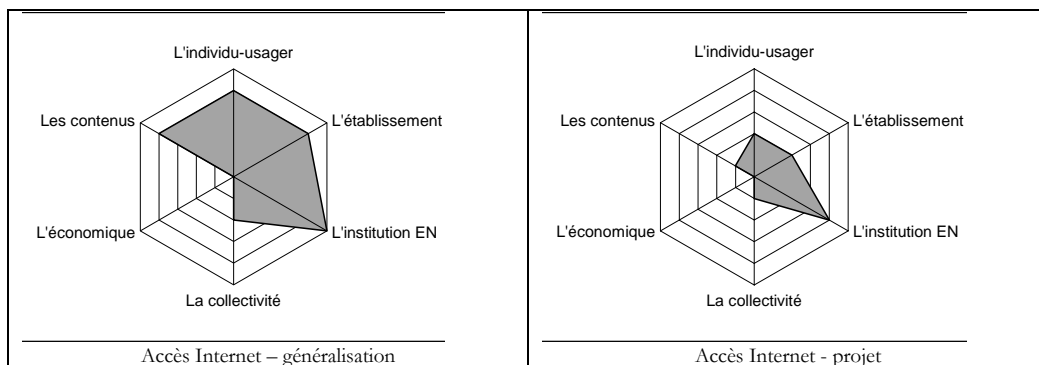 L'individu-usager
Les contenus
L'établissement
L'économique
L'institution EN
La collectivité
Accès Internet – généralisation
L'individu-usager
Les contenus
L'établissement
L'économique
L'institution EN
La collectivité
Accès Internet - projet